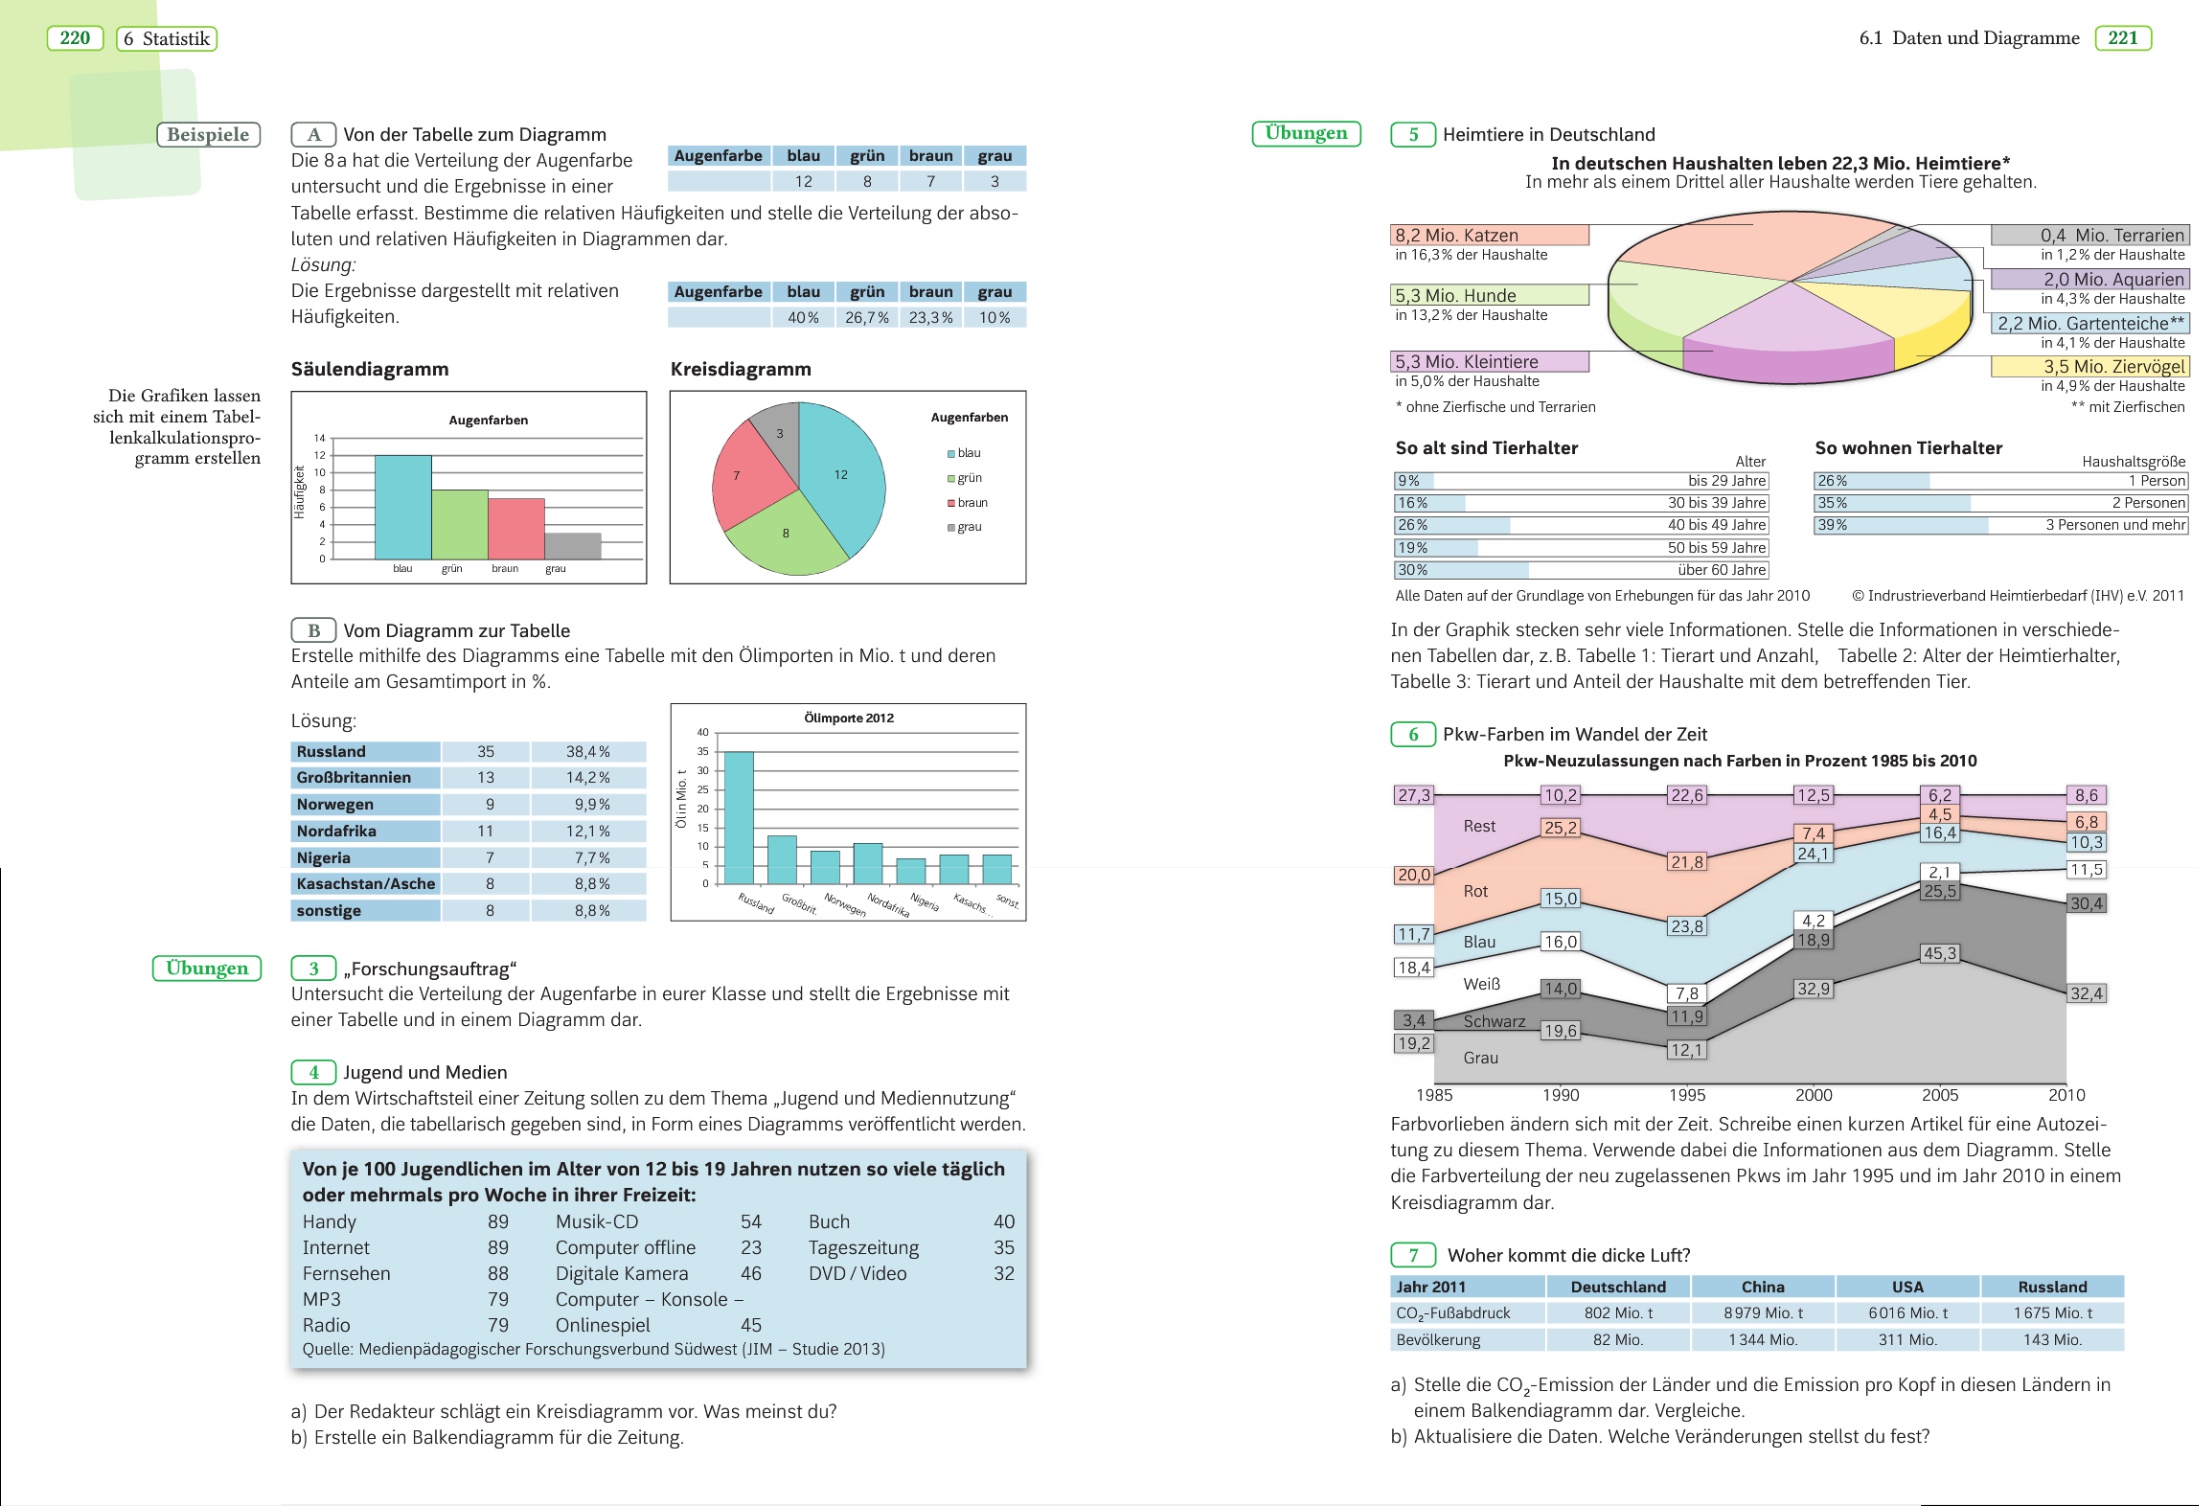 220 6 Statistik
Beispiele
A Von der Tabelle zum Diagramm
Die 8 a hat die Verteilung der Augenfarbe
untersucht und die Ergebnisse in einer
Augenfarbe blau grün braun grau
12 8 7 3
Tabelle erfasst. Bestimme die relativen Häufigkeiten und stelle die Verteilung der abso-
luten und relativen Häufigkeiten in Diagrammen dar.
Lösung:
Die Ergebnisse dargestellt mit relativen
Häufigkeiten.
Augenfarbe blau grün braun grau
40 % 26,7 % 23,3 % 10 %
Die Grafiken lassen
sich mit einem Tabel-
lenkalkulationspro-
gramm erstellen
Säulendiagramm
Augenfarben
Häufigkeit
14
12
10
8
6
4
2
0
blau grün braun grau
Kreisdiagramm
Augenfarben
3
7
12
8
blau
grün
braun
grau
B Vom Diagramm zur Tabelle
Erstelle mithilfe des Diagramms eine Tabelle mit den Ölimporten in Mio. t und deren
Anteile am Gesamtimport in %.
Lösung:
Russland 35 38,4 %
Großbritannien 13 14,2 %
Norwegen 9 9,9 %
Nordafrika 11 12,1 %
Nigeria 7 7,7 %
Kasachstan/Asche 8 8,8 %
sonstige 8 8,8 %
Ölimporte 2012
Öl in Mio. t
40
35
30
25
20
15
10
5
0
Russland Großbrit. Norwegen Nordafrika Nigeria Kasachs... sonst.
Übungen
3 „Forschungsauftrag“
Untersucht die Verteilung der Augenfarbe in eurer Klasse und stellt die Ergebnisse mit
einer Tabelle und in einem Diagramm dar.
4 Jugend und Medien
In dem Wirtschaftsteil einer Zeitung sollen zu dem Thema „Jugend und Mediennutzung“
die Daten, die tabellarisch gegeben sind, in Form eines Diagramms veröffentlicht werden.
Von je 100 Jugendlichen im Alter von 12 bis 19 Jahren nutzen so viele täglich
oder mehrmals pro Woche in ihrer Freizeit:
Handy 89 Musik-CD 54 Buch 40
Internet 89 Computer offline 23 Tageszeitung 35
Fernsehen 88 Digitale Kamera 46 DVD / Video 32
MP3 79 Computer – Konsole –
Radio 79 Onlinespiel 45
Quelle: Medienpädagogischer Forschungsverbund Südwest (JIM – Studie 2013)
a) Der Redakteur schlägt ein Kreisdiagramm vor. Was meinst du?
b) Erstelle ein Balkendiagramm für die Zeitung.
6.1 Daten und Diagramme 221
Übungen
5 Heimtiere in Deutschland
In deutschen Haushalten leben 22,3 Mio. Heimtiere*
In mehr als einem Drittel aller Haushalte werden Tiere gehalten.
8,2 Mio. Katzen
in 16,3 % der Haushalte
5,3 Mio. Hunde
in 13,2 % der Haushalte
5,3 Mio. Kleintiere
in 5,0 % der Haushalte
* ohne Zierfische und Terrarien
0,4 Mio. Terrarien
in 1,2 % der Haushalte
2,0 Mio. Aquarien
in 4,3 % der Haushalte
2,2 Mio. Gartenteiche**
in 4,1 % der Haushalte
3,5 Mio. Ziervögel
in 4,9 % der Haushalte
** mit Zierfischen
So alt sind Tierhalter
Alter
9 % bis 29 Jahre
16 % 30 bis 39 Jahre
26 % 40 bis 49 Jahre
19 % 50 bis 59 Jahre
30 % über 60 Jahre
So wohnen Tierhalter
Haushaltsgröße
26 % 1 Person
35 % 2 Personen
39 % 3 Personen und mehr
Alle Daten auf der Grundlage von Erhebungen für das Jahr 2010 © Indrustrieverband Heimtierbedarf (IHV) e.V. 2011
In der Graphik stecken sehr viele Informationen. Stelle die Informationen in verschiede-
nen Tabellen dar, z. B. Tabelle 1: Tierart und Anzahl, Tabelle 2: Alter der Heimtierhalter,
Tabelle 3: Tierart und Anteil der Haushalte mit dem betreffenden Tier.
6 Pkw-Farben im Wandel der Zeit
Pkw-Neuzulassungen nach Farben in Prozent 1985 bis 2010
27,3 10,2 22,6 12,5 6,2 8,6
Rest
20,0 25,2 21,8 7,4 4,5 6,8
Rot
11,7 15,0 23,8 24,1 16,4 10,3
Blau
18,4 16,0 7,8 4,2 2,1 11,5
Weiß
3,4 14,0 11,9 18,9 25,5 30,4
Schwarz
19,2 19,6 12,1 32,9 45,3 32,4
Grau
1985 1990 1995 2000 2005 2010
Farbvorlieben ändern sich mit der Zeit. Schreibe einen kurzen Artikel für eine Autozei-
tung zu diesem Thema. Verwende dabei die Informationen aus dem Diagramm. Stelle
die Farbverteilung der neu zugelassenen Pkws im Jahr 1995 und im Jahr 2010 in einem
Kreisdiagramm dar.
7 Woher kommt die dicke Luft?
Jahr 2011 Deutschland China USA Russland
CO₂-Fußabdruck 802 Mio. t 8 979 Mio. t 6 016 Mio. t 1 675 Mio. t
Bevölkerung 82 Mio. 1 344 Mio. 311 Mio. 143 Mio.
a) Stelle die CO₂-Emission der Länder und die Emission pro Kopf in diesen Ländern in
einem Balkendiagramm dar. Vergleiche.
b) Aktualisiere die Daten. Welche Veränderungen stellst du fest?